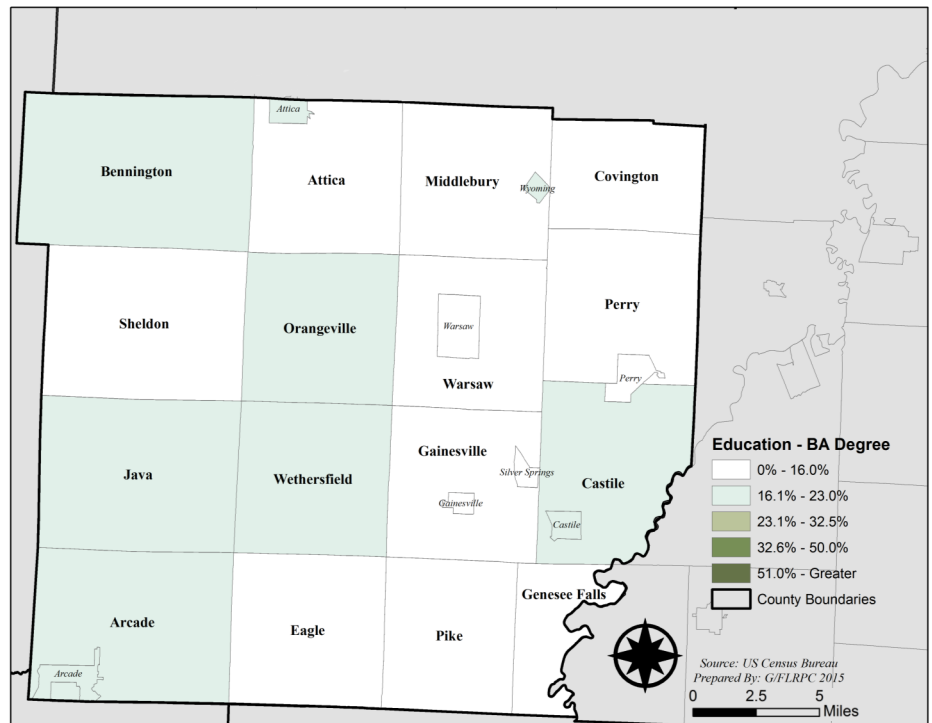 Attica
Bennington
Attica
Middlebury
Covington
Wyoming
Perry
Sheldon
Orangeville
Warsaw
Perry
Warsaw
Gainesville
Silver Springs
Java
Wethersfield
Castile
Gainesville
Castile
Genesee Falls
Arcade
Eagle
Pike
Arcade
Education - BA Degree
0% - 16.0%
16.1% - 23.0%
23.1% - 32.5%
32.6% - 50.0%
51.0% - Greater
County Boundaries
Source: US Census Bureau
Prepared By: G/FLRPC 2015
0 2.5 5
Miles